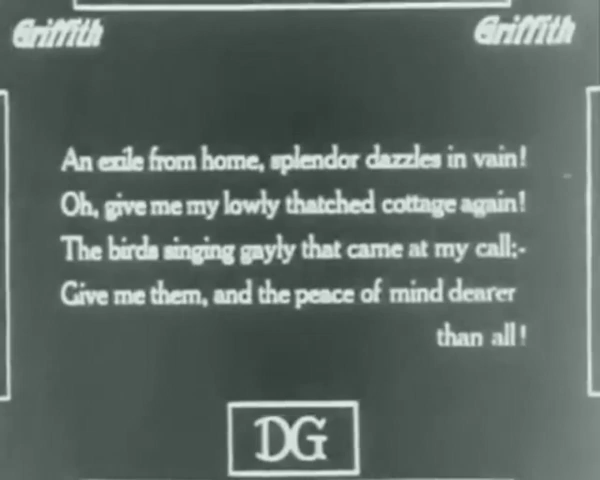 Griffith Griffith
An exile from home, splendor dazzles in vain!
Oh, give me my lowly thatched cottage again!
The birds singing gayly that came at my call:-
Give me them, and the peace of mind dearer
than all!
DG